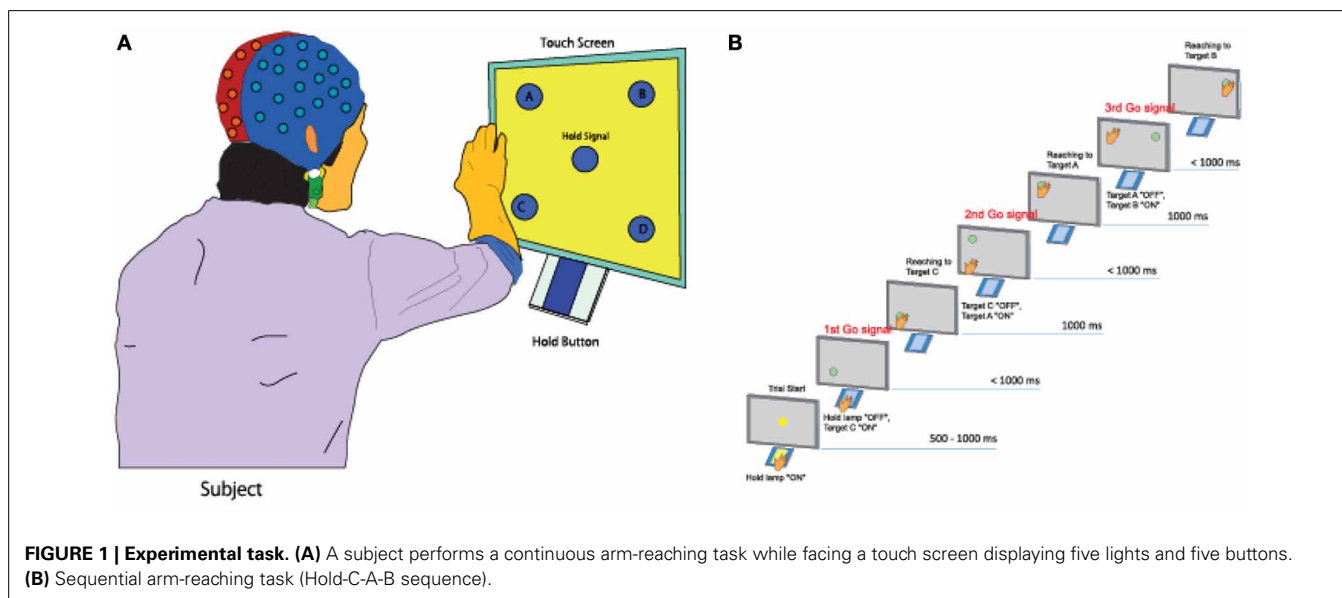 A
Touch Screen
A
B
Hold Signal
C
D
Hold Button
Subject
B
Reaching to
Target B
3rd Go signal
< 1000 ms
Reaching to
Target A
Target A "OFF",
Target B "ON"
1000 ms
2nd Go signal
< 1000 ms
Reaching to
Target C
Target C "OFF",
Target A "ON"
1000 ms
1st Go signal
< 1000 ms
Trial Start
Hold lamp "OFF",
Target C "ON"
500 - 1000 ms
Hold lamp "ON"
FIGURE 1 | Experimental task. (A) A subject performs a continuous arm-reaching task while facing a touch screen displaying five lights and five buttons.
(B) Sequential arm-reaching task (Hold-C-A-B sequence).